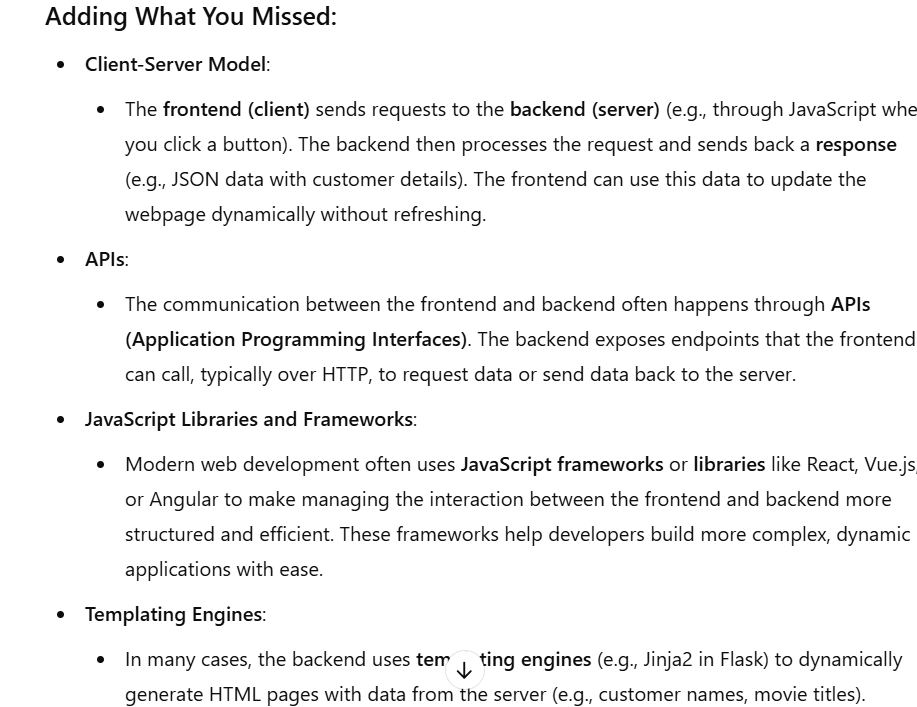 Adding What You Missed:
• Client-Server Model:
• The frontend (client) sends requests to the backend (server) (e.g., through JavaScript
you click a button). The backend then processes the request and sends back a response
(e.g., JSON data with customer details). The frontend can use this data to update the
webpage dynamically without refreshing.
• APIs:
• The communication between the frontend and backend often happens through APIs
(Application Programming Interfaces). The backend exposes endpoints that the frontend
can call, typically over HTTP, to request data or send data back to the server.
• JavaScript Libraries and Frameworks:
• Modern web development often uses JavaScript frameworks or libraries like React, Vue.js,
or Angular to make managing the interaction between the frontend and backend more
structured and efficient. These frameworks help developers build more complex, dynamic
applications with ease.
• Templating Engines:
• In many cases, the backend uses engines (e.g., Jinja2 in Flask) to dynamically
generate HTML pages with data from the server (e.g., customer names, movie titles).